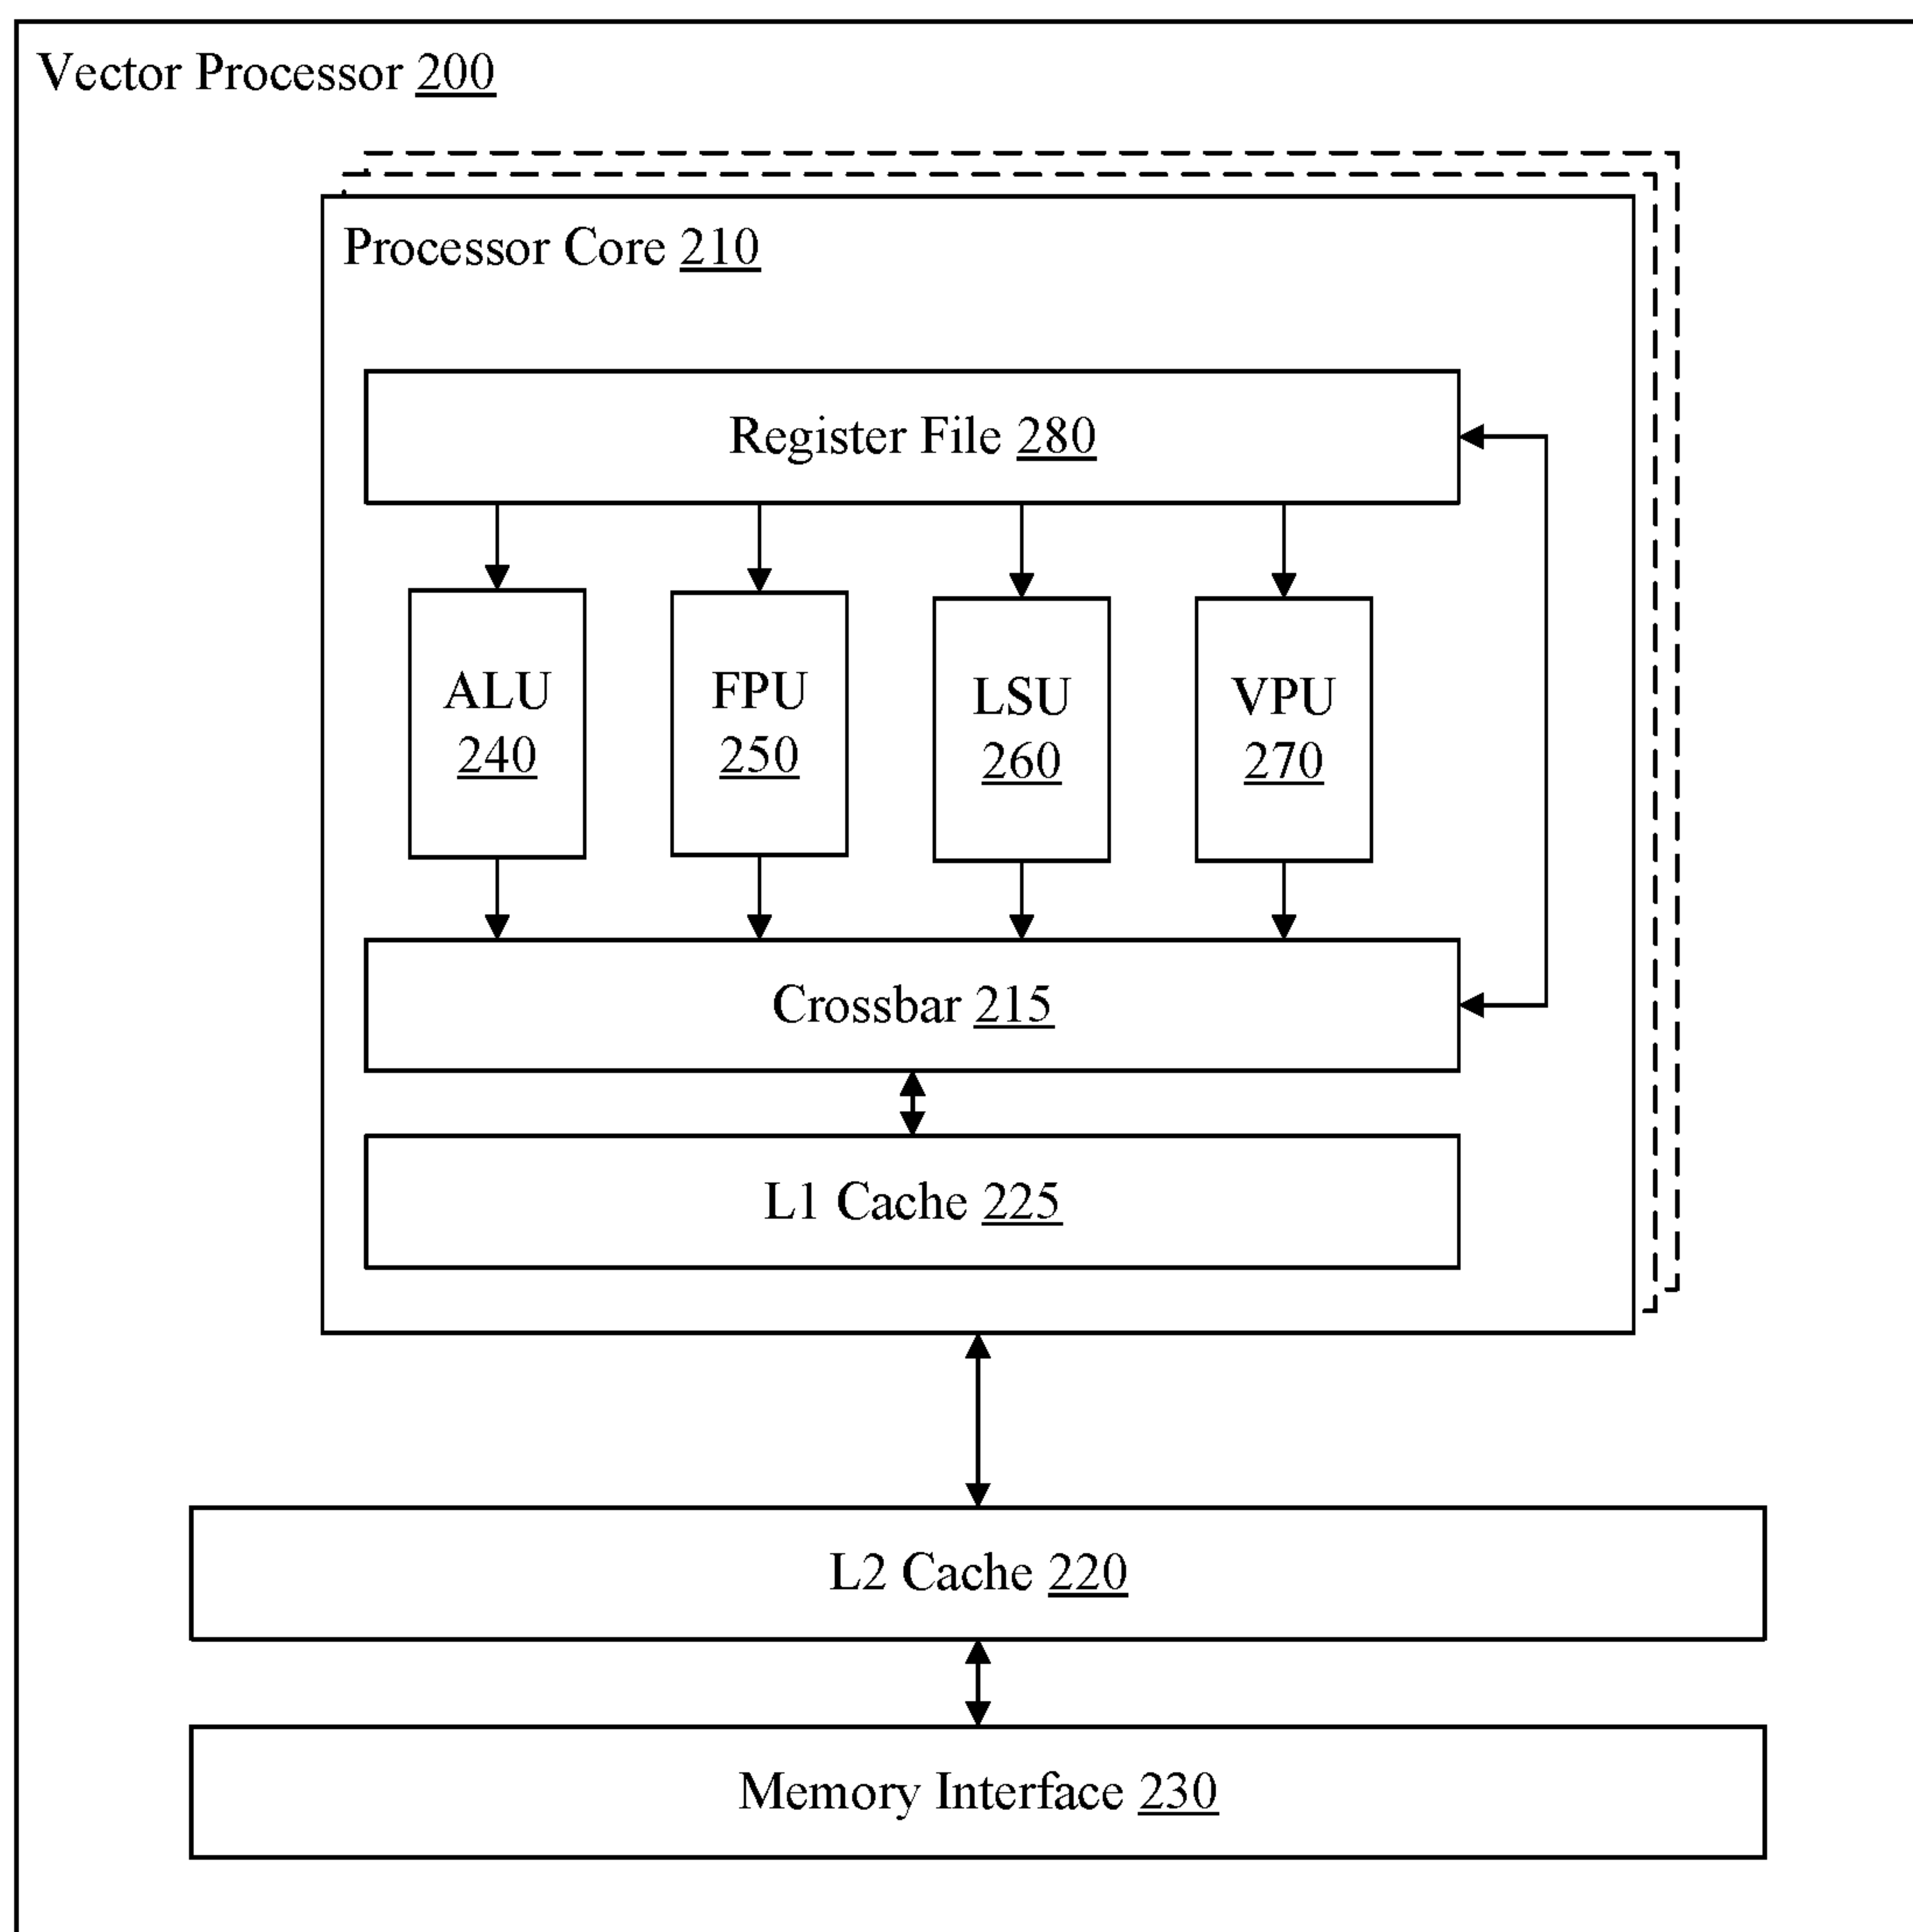 Vector Processor 200
Processor Core 210
Register File 280
ALU
240
FPU
250
LSU
260
VPU
270
Crossbar 215
L1 Cache 225
L2 Cache 220
Memory Interface 230